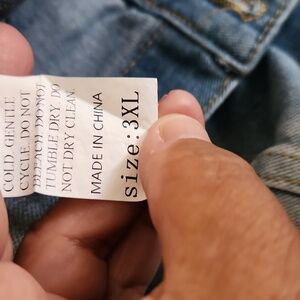 COLD GENTLE
CYCLE. DO NOT
BLEACH DO NOT
TUMBLE DRY. DO
NOT DRY CLEAN.
MADE IN CHINA
size:3XL